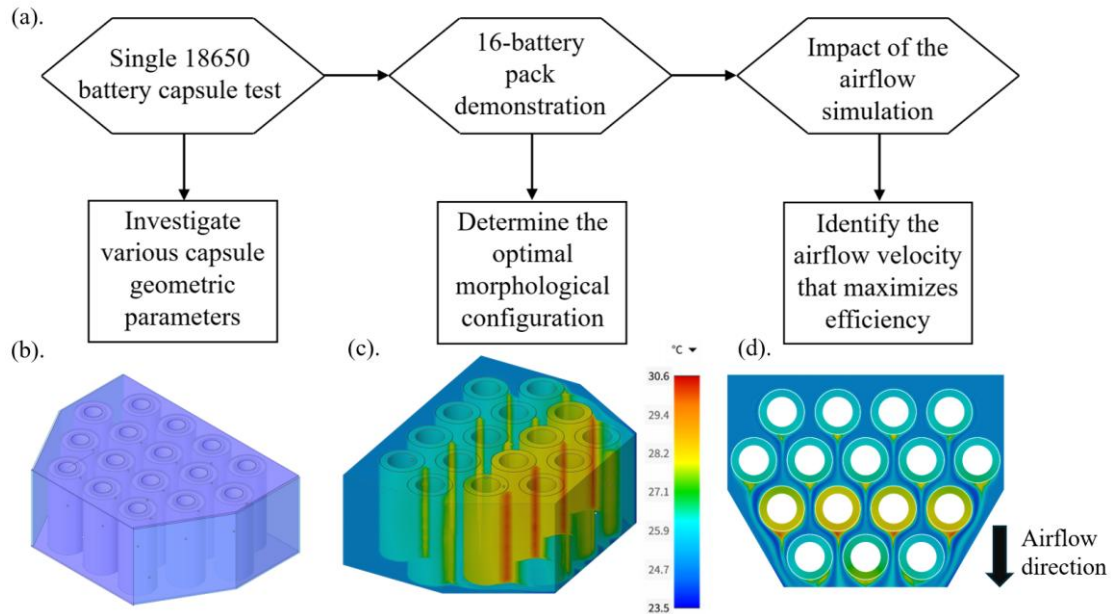 (a).
Single 18650
battery capsule test
16-battery
pack
demonstration
Impact of the
airflow
simulation
Investigate
various capsule
geometric
parameters
Determine the
optimal
morphological
configuration
Identify the
airflow velocity
that maximizes
efficiency
(b).
(c).
°C
30.6
29.4
28.2
27.1
25.9
24.7
23.5
(d).
Airflow
direction